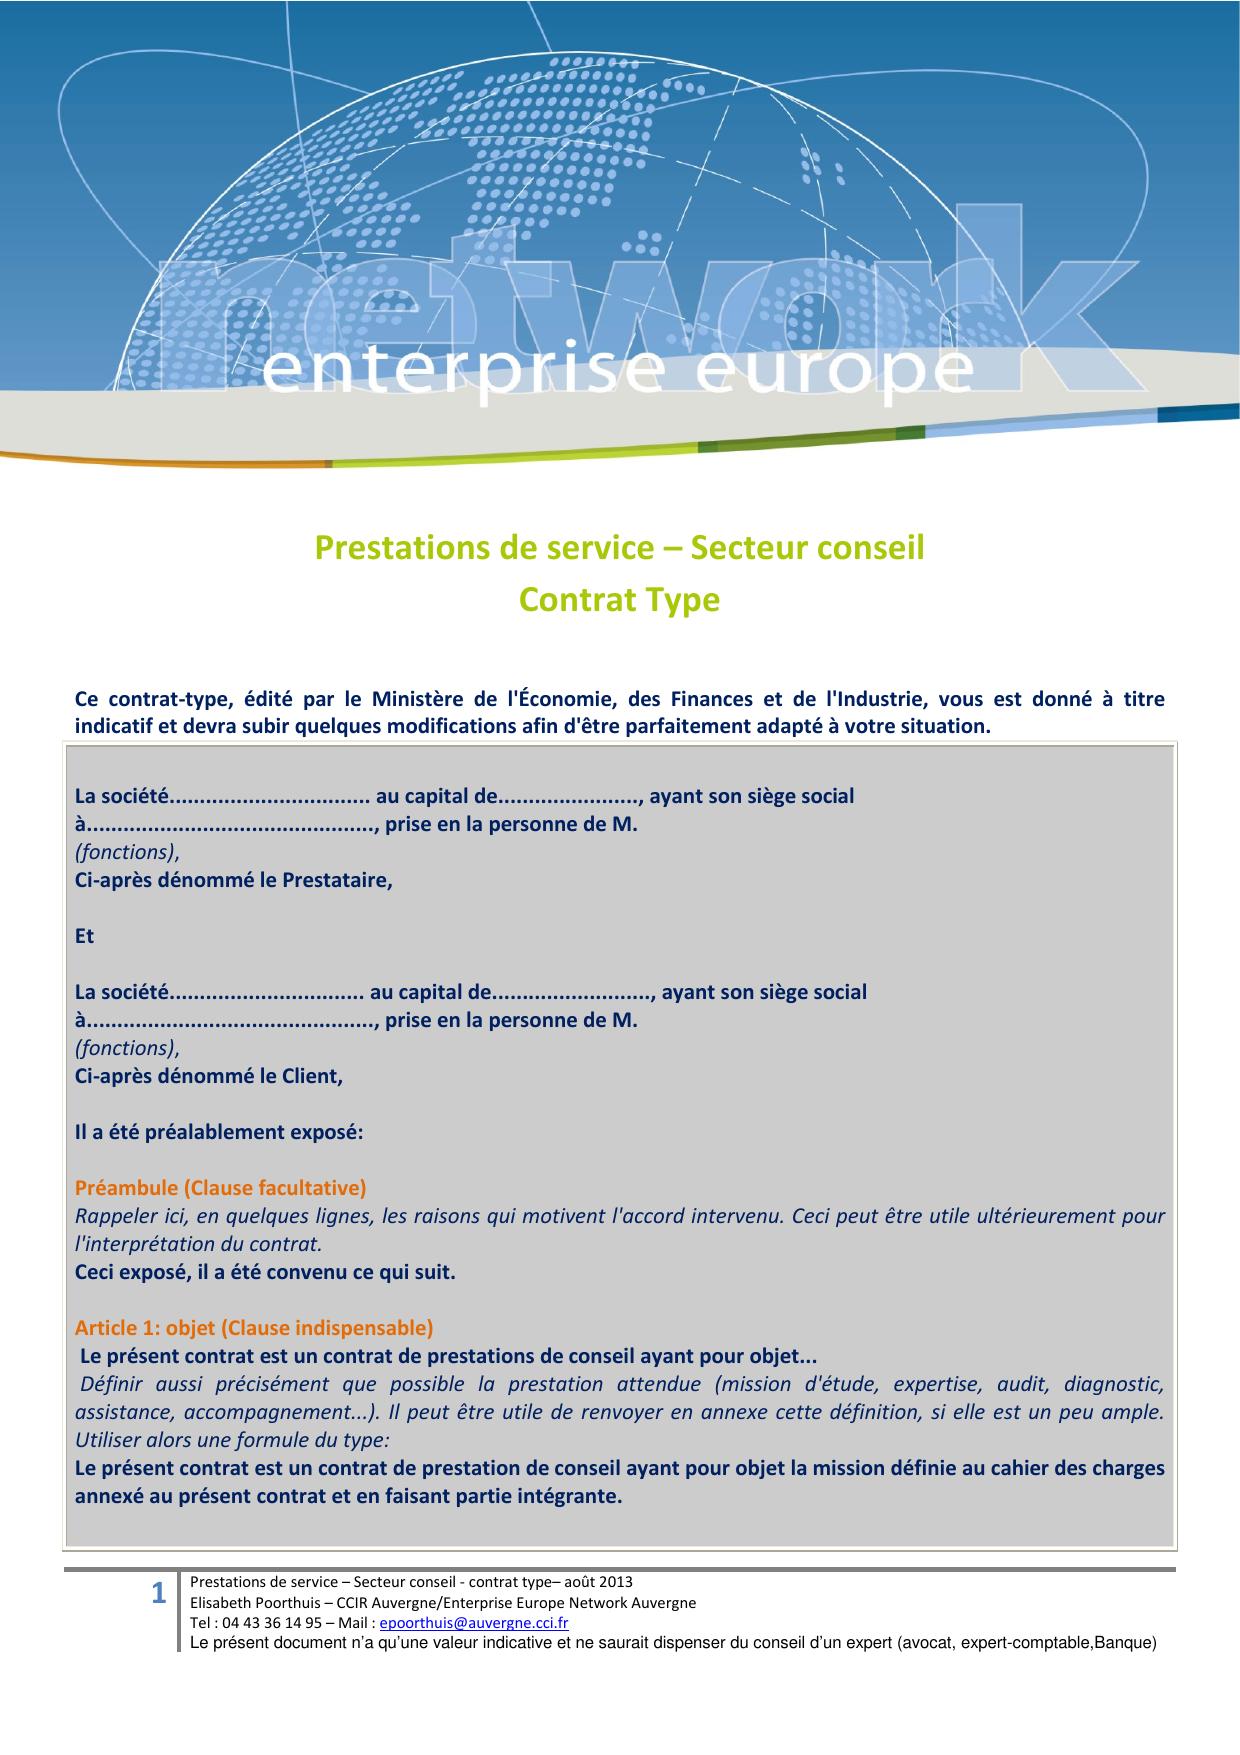 network
enterprise europe
Prestations de service – Secteur conseil
Contrat Type
Ce contrat-type, édité par le Ministère de l'Économie, des Finances et de l'Industrie, vous est donné à titre
indicatif et devra subir quelques modifications afin d'être parfaitement adapté à votre situation.
La société................................. au capital de......................., ayant son siège social
à..............................................., prise en la personne de M.
(fonctions),
Ci-après dénommé le Prestataire,
Et
La société................................ au capital de.........................., ayant son siège social
à..............................................., prise en la personne de M.
(fonctions),
Ci-après dénommé le Client,
Il a été préalablement exposé:
Préambule (Clause facultative)
Rappeler ici, en quelques lignes, les raisons qui motivent l'accord intervenu. Ceci peut être utile ultérieurement pour
l'interprétation du contrat.
Ceci exposé, il a été convenu ce qui suit.
Article 1: objet (Clause indispensable)
Le présent contrat est un contrat de prestations de conseil ayant pour objet...
Définir aussi précisément que possible la prestation attendue (mission d'étude, expertise, audit, diagnostic,
assistance, accompagnement...). Il peut être utile de renvoyer en annexe cette définition, si elle est un peu ample.
Utiliser alors une formule du type:
Le présent contrat est un contrat de prestation de conseil ayant pour objet la mission définie au cahier des charges
annexé au présent contrat et en faisant partie intégrante.
1
Prestations de service – Secteur conseil - contrat type– août 2013
Elisabeth Poorthuis – CCIR Auvergne/Enterprise Europe Network Auvergne
Tel : 04 43 36 14 95 – Mail : epoorthuis@auvergne.cci.fr
Le présent document n'a qu'une valeur indicative et ne saurait dispenser du conseil d'un expert (avocat, expert-comptable,Banque)